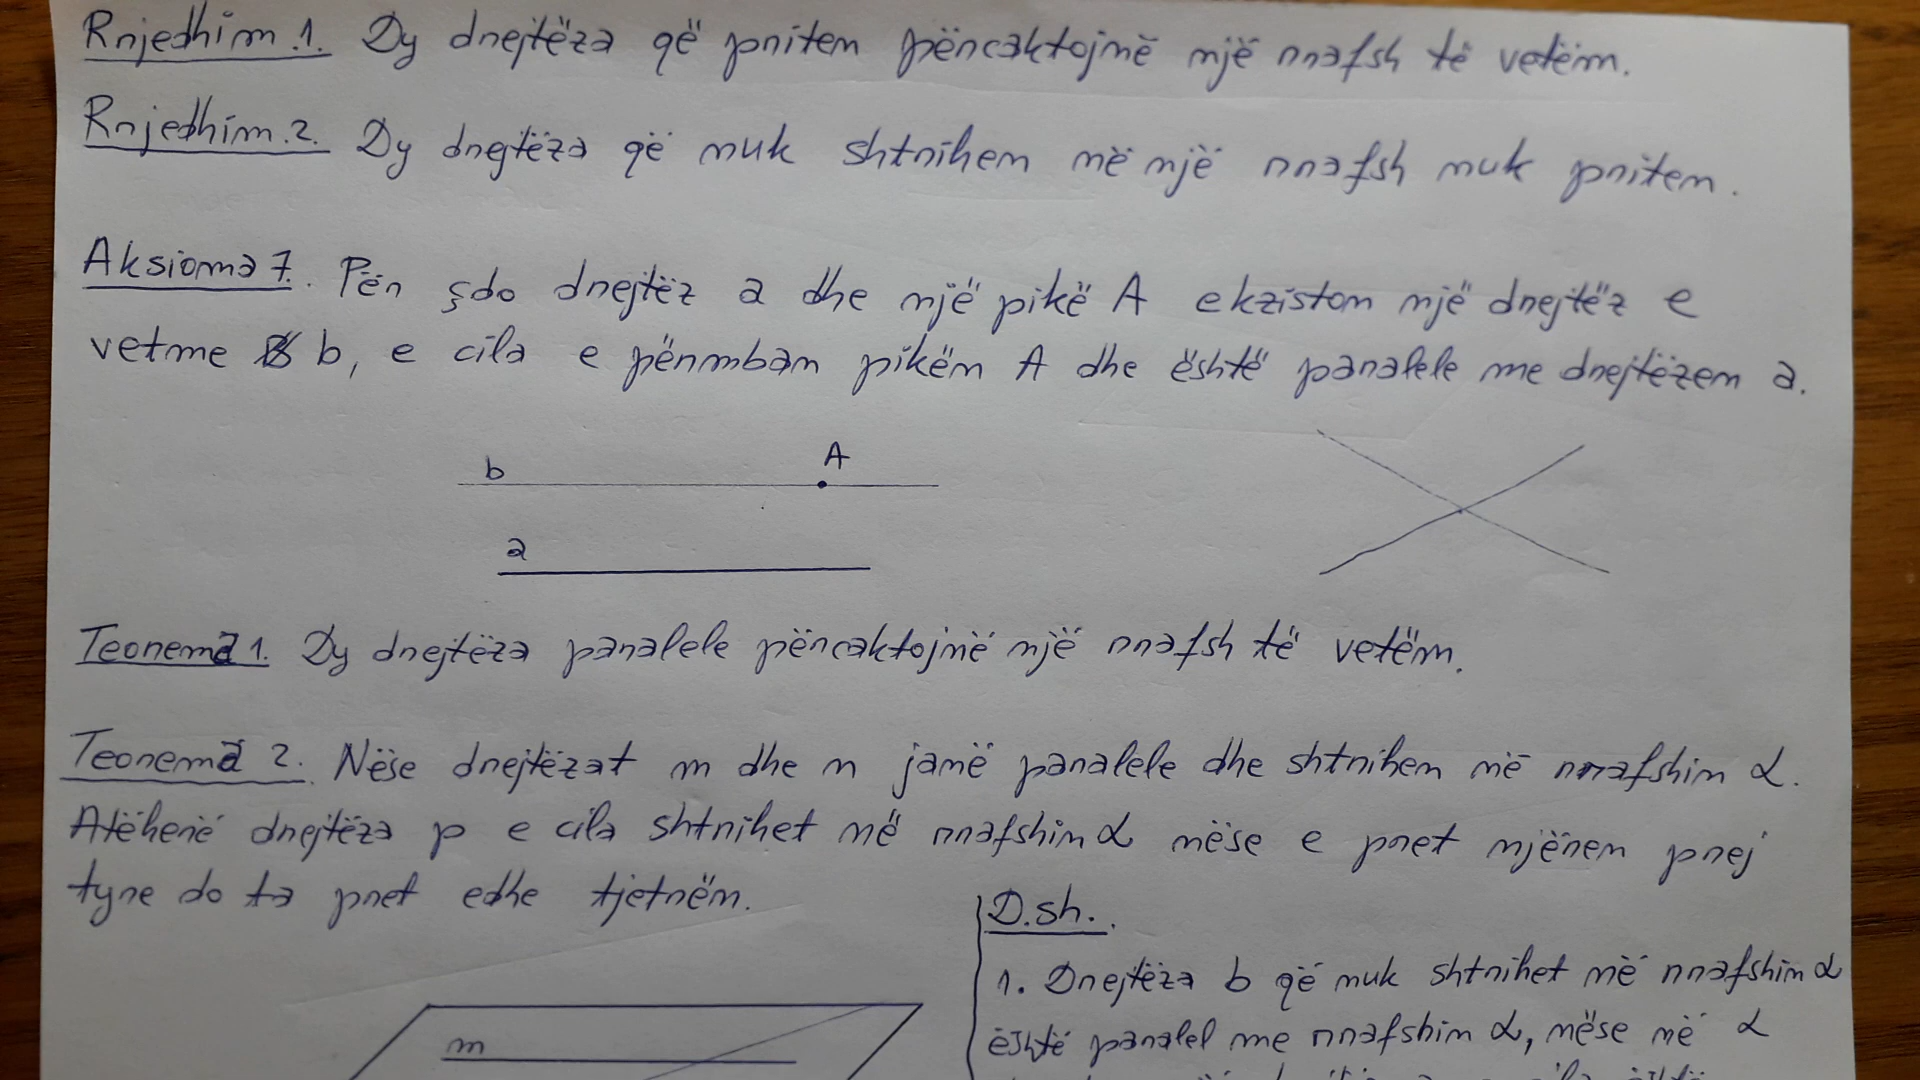 Rrjedhim.1. Dy drejtëza që priten përcaktojnë një rrafsh të vetëm.
Rrjedhim.2. Dy drejtëza që nuk shtrihen në një rrafsh nuk priten.
Aksioma 7. Për çdo drejtëz a dhe një pikë A ekziston një drejtëz e
vetme b, e cila e përmban pikën A dhe është paralele me drejtëzen a.
b
A
a
Teorema 1. Dy drejtëza paralele përcaktojnë një rrafsh të vetëm.
Teorema 2. Nëse drejtëzat m dhe n janë paralele dhe shtrihen në rrafshin α.
Atëherë drejtëza p e cila shtrihet në rrafshin α nëse e pret njëren prej
tyre do ta pret edhe tjetrën.
D.sh.
1. Drejtëza b që nuk shtrihet në rrafshin α
është paralel me rrafshin α, nëse në α
m